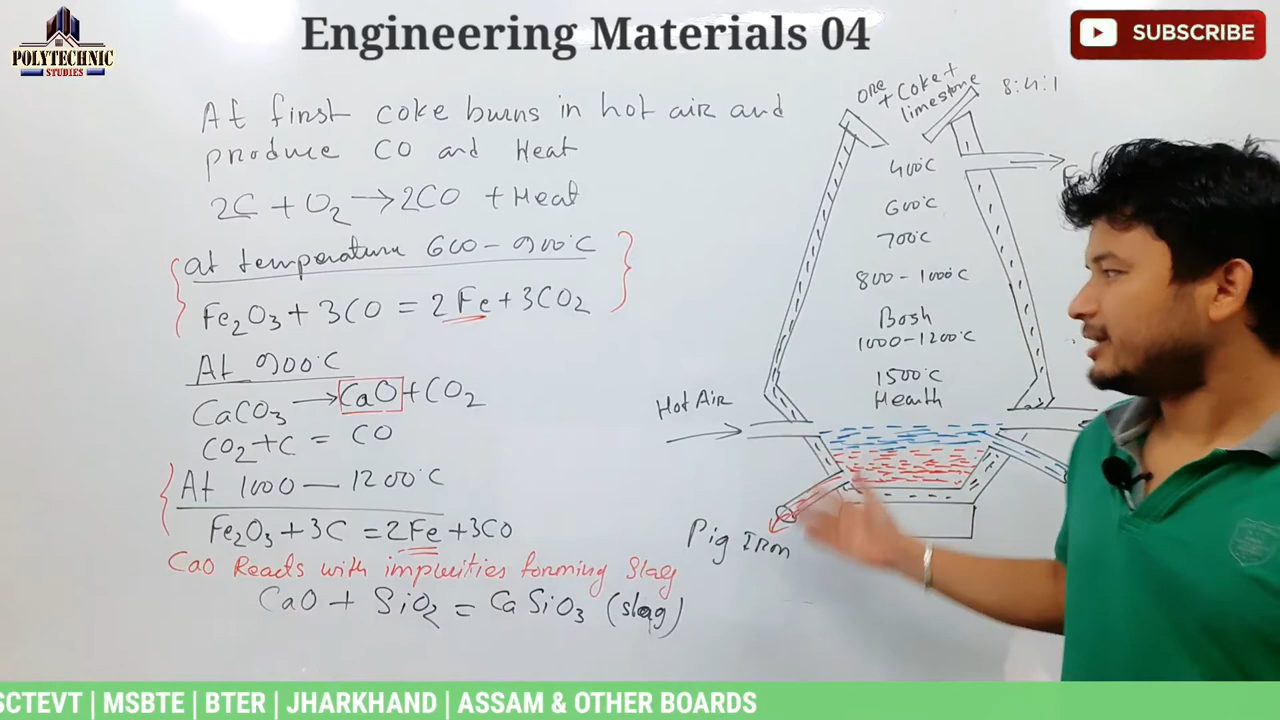 Engineering Materials 04
POLYTECHNIC
STUDIES
SUBSCRIBE
At first coke burns in hot air and
produce CO and Heat
2C + O₂ → 2CO + Heat
at temperature 600 - 900°C
Fe₂O₃ + 3CO = 2Fe + 3CO₂
At 900°C
CaCO₃ → CaO + CO₂
CO₂ + C = CO
At 1000 — 1200°C
Fe₂O₃ + 3C = 2Fe + 3CO
CaO Reacts with impurities forming Slag
CaO + SiO₂ = CaSiO₃ (slag)
ore
+ Coke +
limestone
8:4:1
400°C
600°C
700°C
800 - 1000°C
Bosh
1000 - 1200°C
1500°C
Hearth
Hot Air
Pig Iron
SCTEVT | MSBTE | BTER | JHARKHAND | ASSAM & OTHER BOARDS